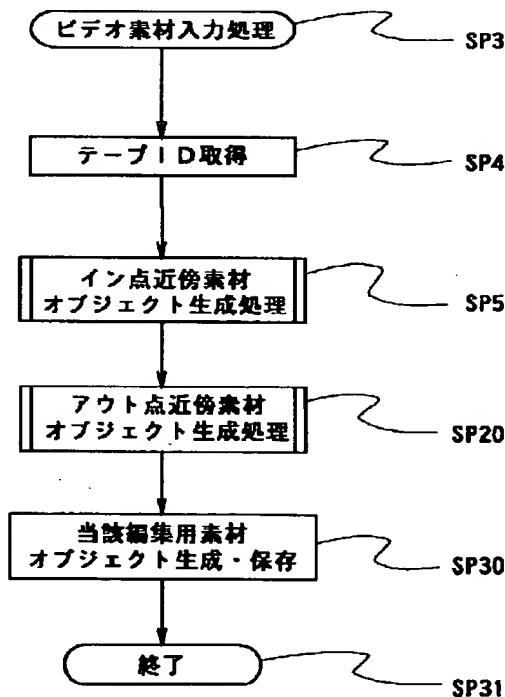 ビデオ素材入力処理
SP3
テープID取得
SP4
イン点近傍素材
オブジェクト生成処理
SP5
アウト点近傍素材
オブジェクト生成処理
SP20
当該編集用素材
オブジェクト生成・保存
SP30
終了
SP31